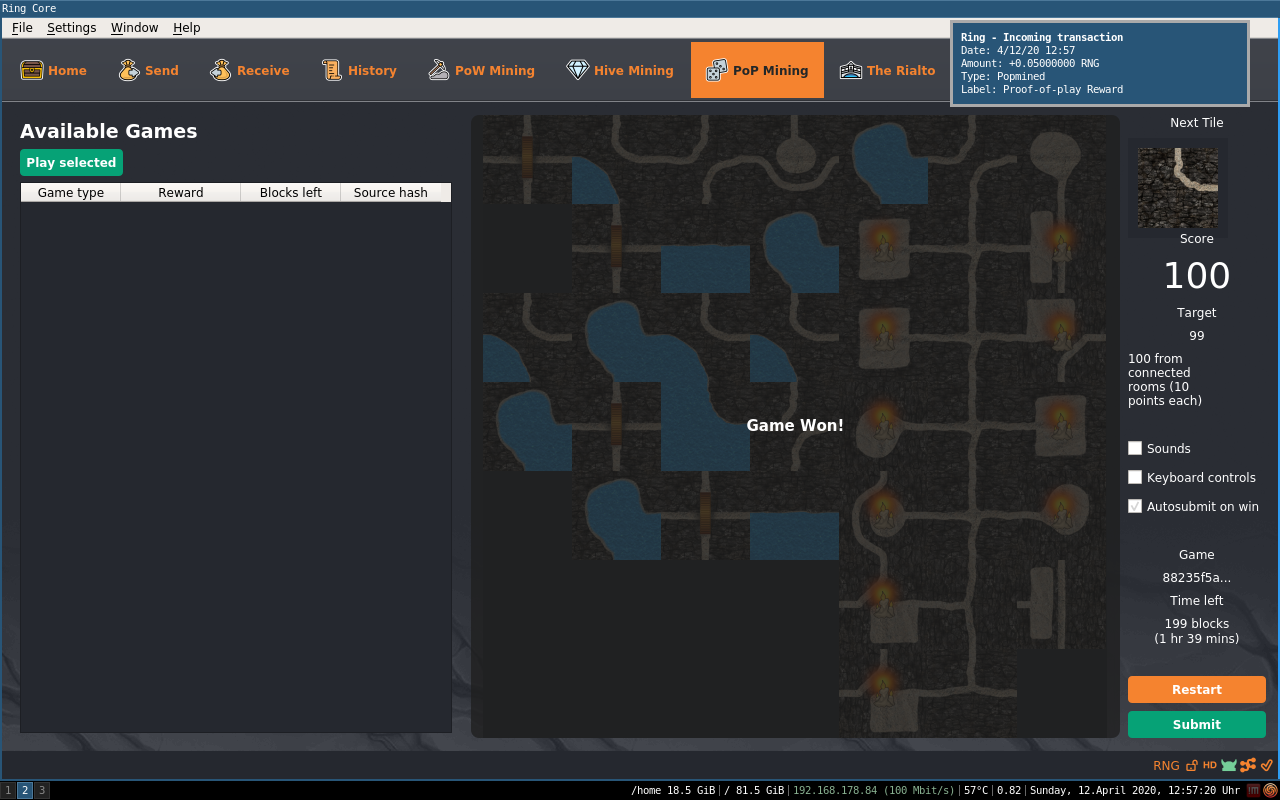 Ring Core
File Settings Window Help
Ring - Incoming transaction
Date: 4/12/20 12:57
Amount: +0.05000000 RNG
Type: Popmined
Label: Proof-of-play Reward
Home Send Receive History PoW Mining Hive Mining PoP Mining The Rialto
Available Games
Play selected
Game type Reward Blocks left Source hash
Game Won!
Next Tile
Score
100
Target
99
100 from
connected
rooms (10
points each)
Sounds
Keyboard controls
Autosubmit on win
Game
88235f5a...
Time left
199 blocks
(1 hr 39 mins)
Restart
Submit
RNG HD
1 2 3 /home 18.5 GiB | / 81.5 GiB | 192.168.178.84 (100 Mbit/s) | 57°C | 0.82 | Sunday, 12.April 2020, 12:57:20 Uhr